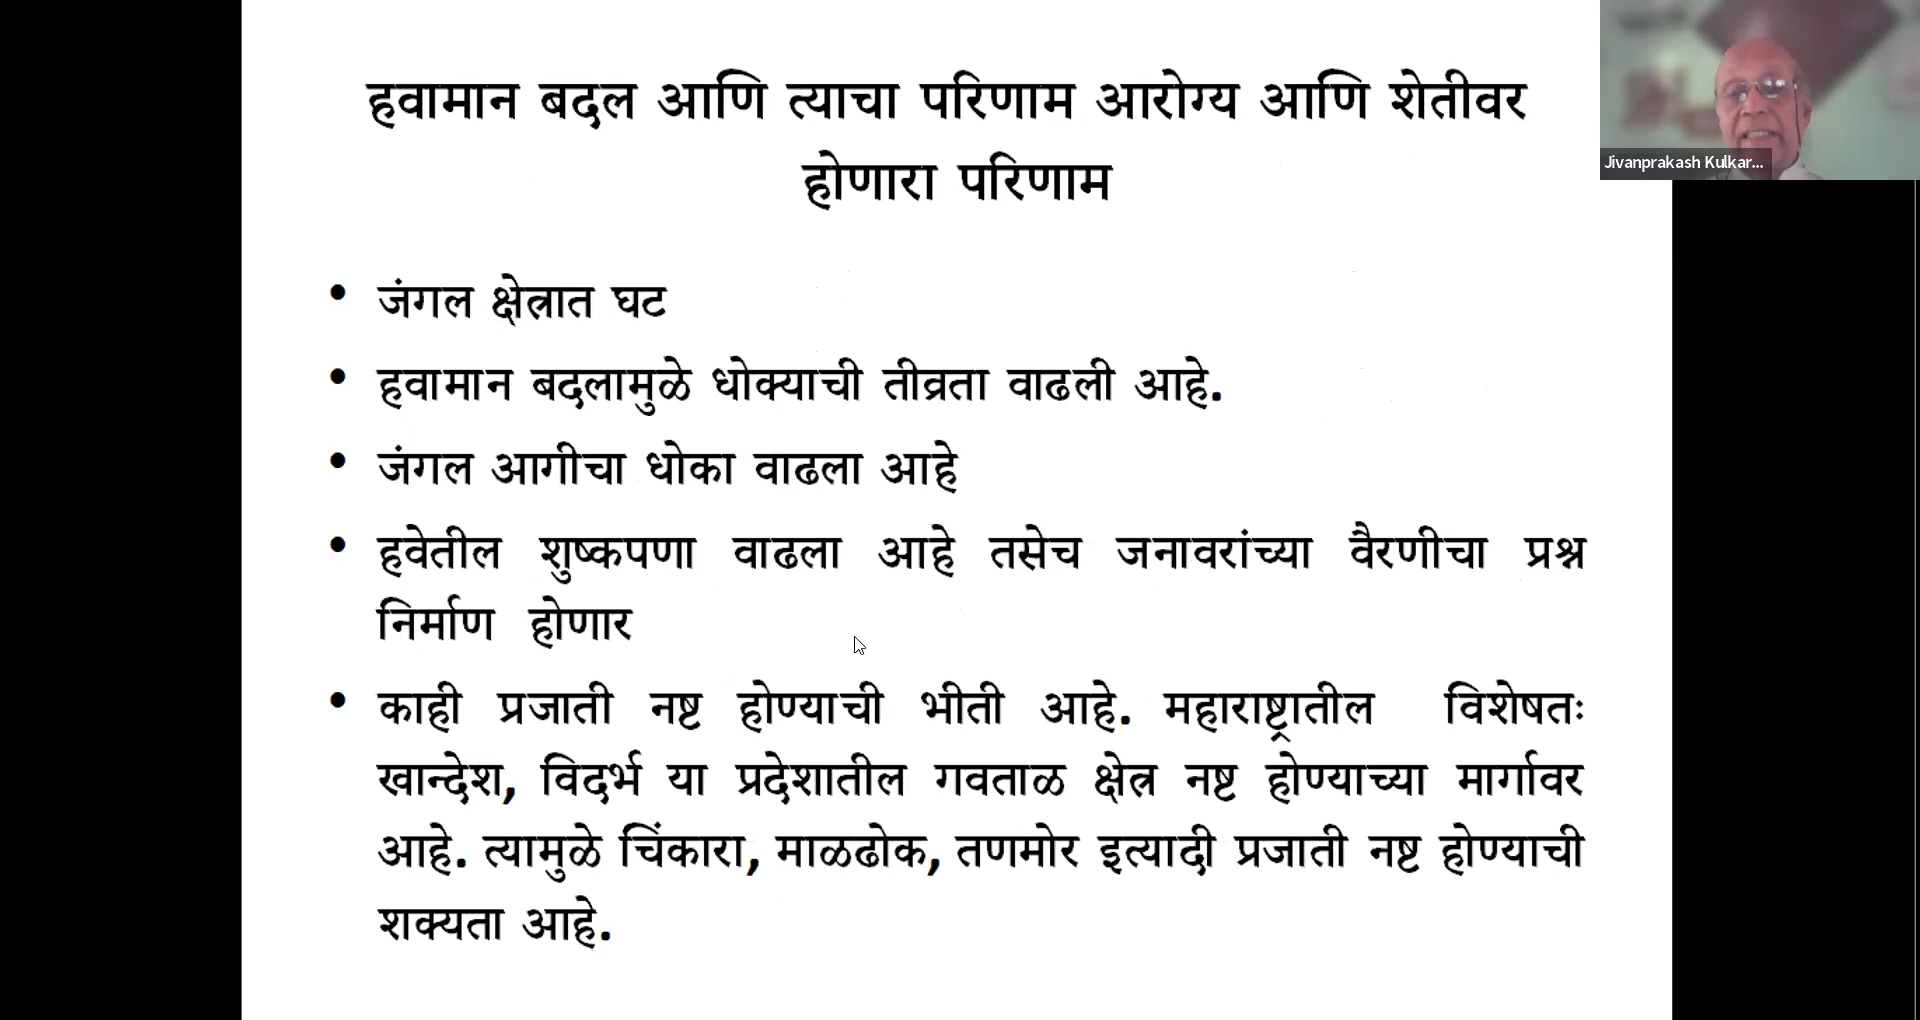 हवामान बदल आणि त्याचा परिणाम आरोग्य आणि शेतीवर
होणारा परिणाम
• जंगल क्षेत्रात घट
• हवामान बदलामुळे धोक्याची तीव्रता वाढली आहे.
• जंगल आगीचा धोका वाढला आहे
• हवेतील शुष्कपणा वाढला आहे तसेच जनावरांच्या वैरणीचा प्रश्न
निर्माण होणार
• काही प्रजाती नष्ट होण्याची भीती आहे. महाराष्ट्रातील विशेषतः
खान्देश, विदर्भ या प्रदेशातील गवताळ क्षेत्र नष्ट होण्याच्या मार्गावर
आहे. त्यामुळे चिंकारा, माळढोक, तणमोर इत्यादी प्रजाती नष्ट होण्याची
शक्यता आहे.
Jivanprakash Kulkar...